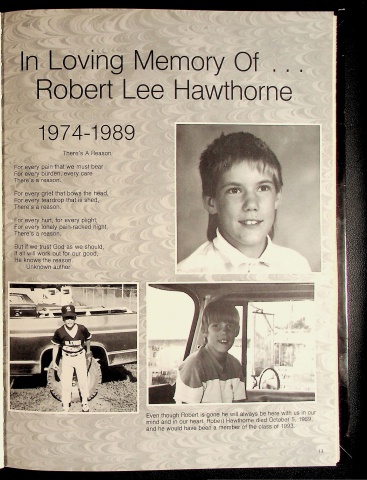 In Loving Memory Of . . .
Robert Lee Hawthorne
1974-1989
There's A Reason
For every pain that we must bear
For every burden, every care
There's a reason.
For every grief that bows the head,
For every teardrop that is shed,
There's a reason.
For every hurt, for every plight,
For every lonely pain-racked night,
There's a reason.
But if we trust God as we should,
It all will work out for our good.
He knows the reason.
Unknown author
Even though Robert is gone he will always be here with us in our
mind and in our heart. Robert Hawthorne died October 5, 1989,
and he would have been a member of the class of 1993.